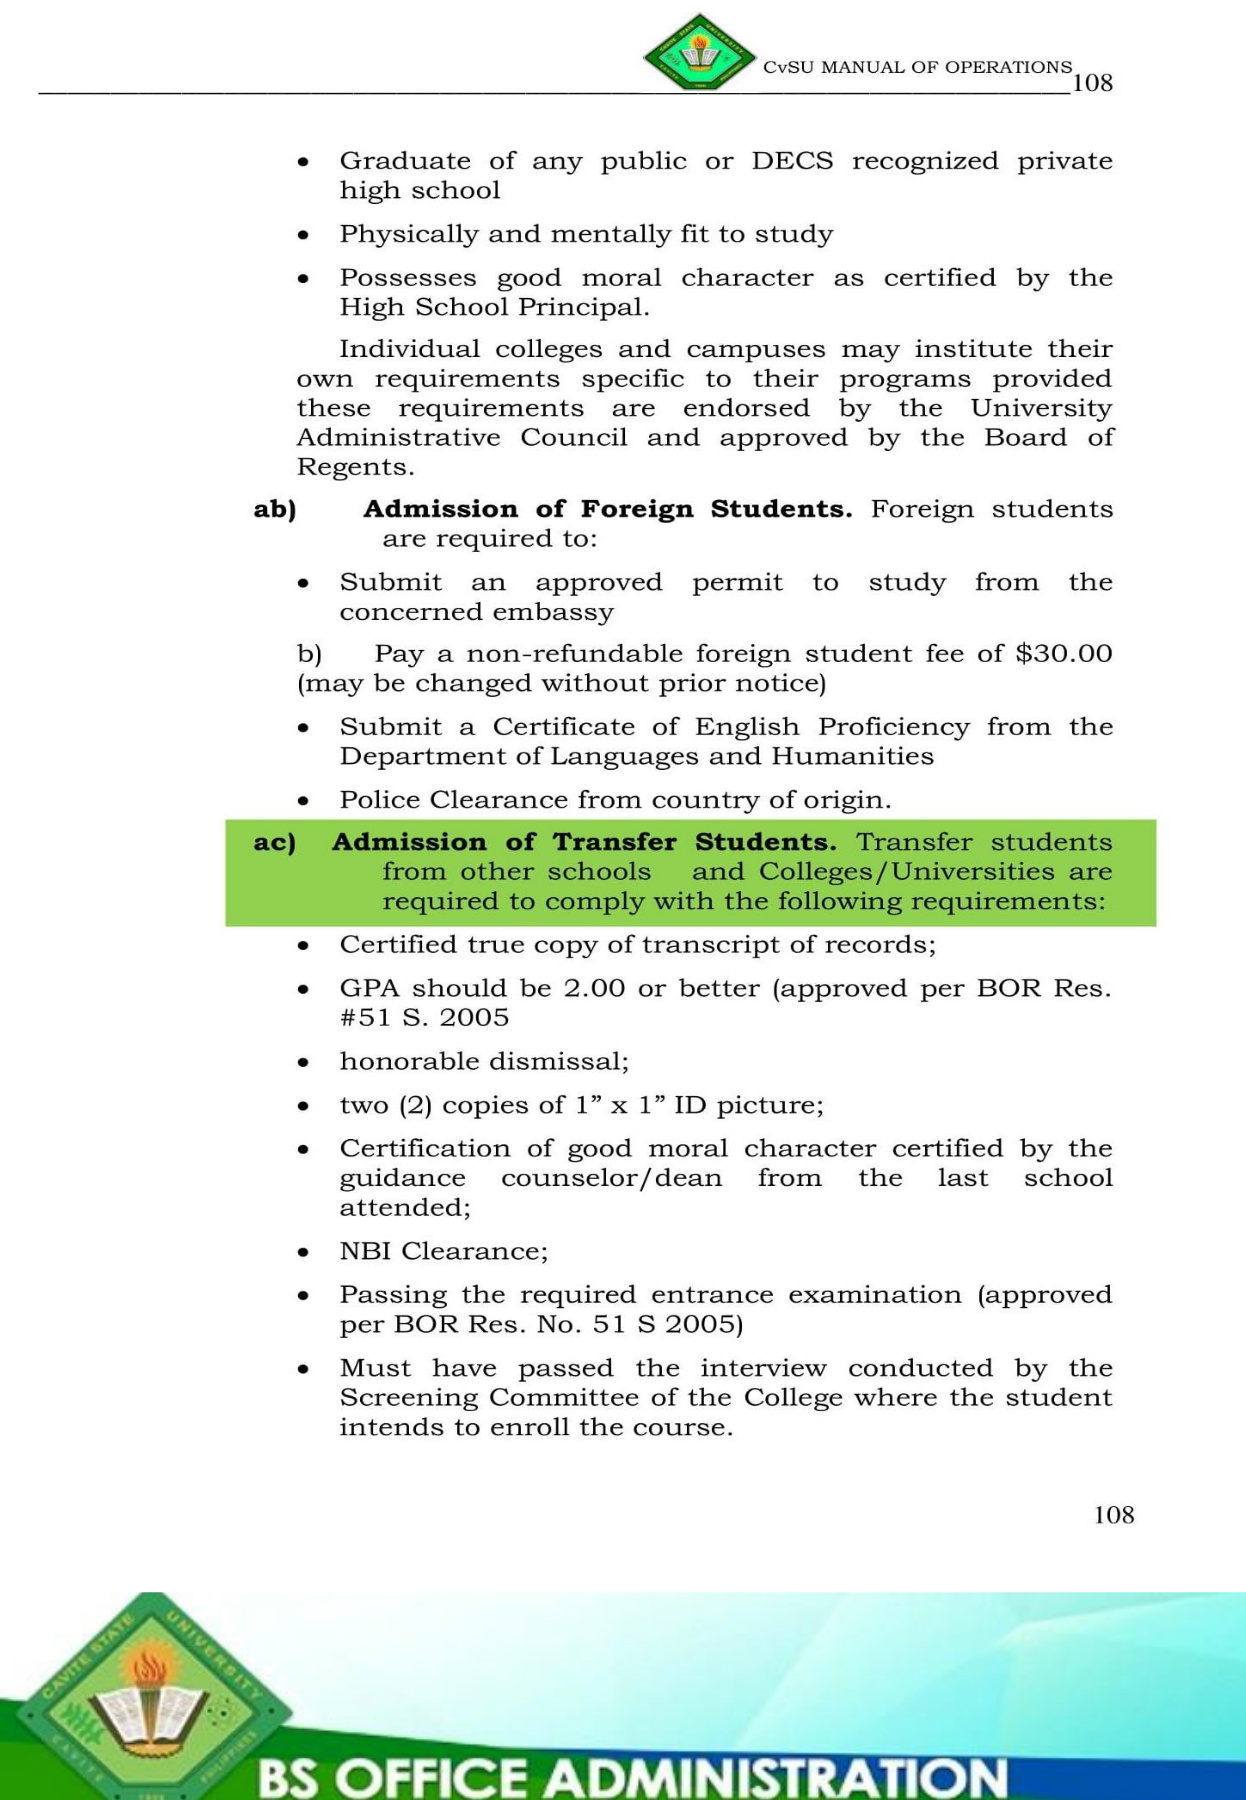 CvSU MANUAL OF OPERATIONS 108
• Graduate of any public or DECS recognized private
high school
• Physically and mentally fit to study
• Possesses good moral character as certified by the
High School Principal.
Individual colleges and campuses may institute their
own requirements specific to their programs provided
these requirements are endorsed by the University
Administrative Council and approved by the Board of
Regents.
ab) Admission of Foreign Students. Foreign students
are required to:
• Submit an approved permit to study from the
concerned embassy
b) Pay a non-refundable foreign student fee of $30.00
(may be changed without prior notice)
• Submit a Certificate of English Proficiency from the
Department of Languages and Humanities
• Police Clearance from country of origin.
ac) Admission of Transfer Students. Transfer students
from other schools and Colleges/Universities are
required to comply with the following requirements:
• Certified true copy of transcript of records;
• GPA should be 2.00 or better (approved per BOR Res.
#51 S. 2005
• honorable dismissal;
• two (2) copies of 1” x 1” ID picture;
• Certification of good moral character certified by the
guidance counselor/dean from the last school
attended;
• NBI Clearance;
• Passing the required entrance examination (approved
per BOR Res. No. 51 S 2005)
• Must have passed the interview conducted by the
Screening Committee of the College where the student
intends to enroll the course.
108
CAVITE STATE UNIVERSITY
CAVITE PHILIPPINES
BS OFFICE ADMINISTRATION